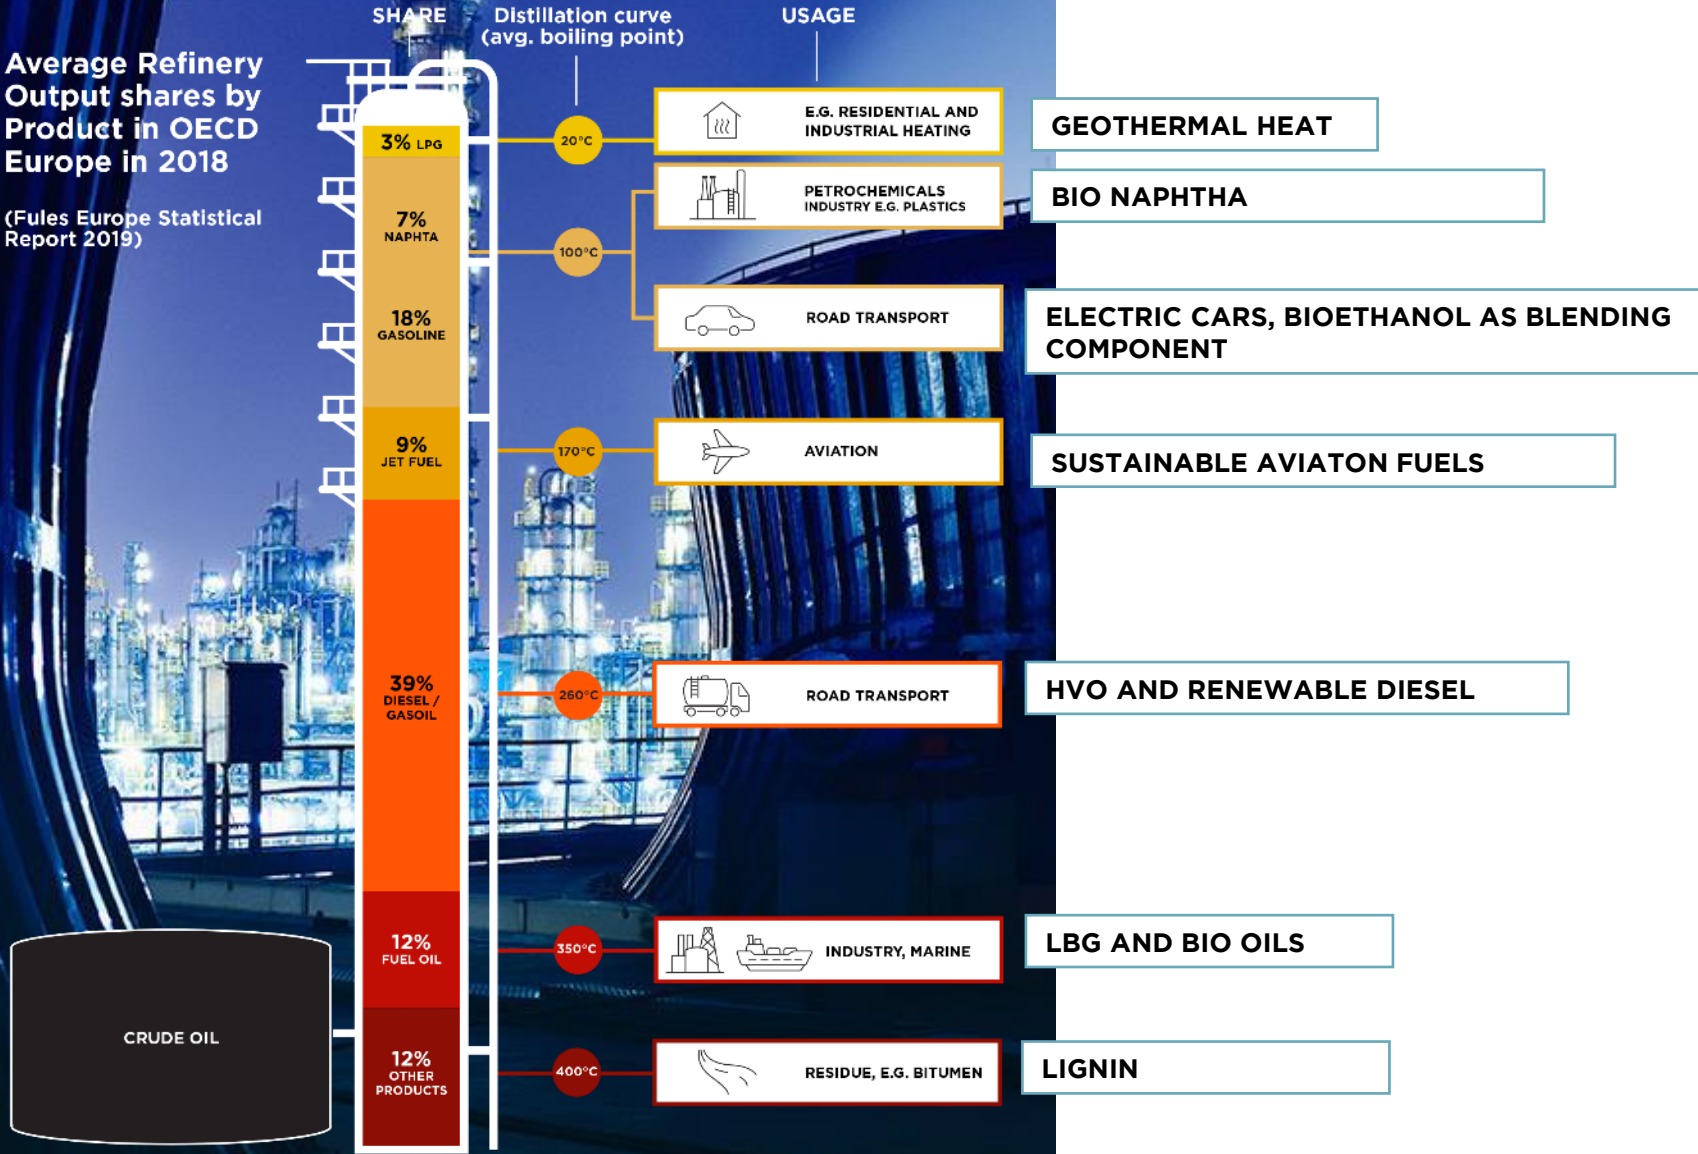 SHARE
Distillation curve
(avg. boiling point)
USAGE
Average Refinery
Output shares by
Product in OECD
Europe in 2018
(Fules Europe Statistical
Report 2019)
3% LPG
20°C
E.G. RESIDENTIAL AND
INDUSTRIAL HEATING
GEOTHERMAL HEAT
7%
NAPHTA
18%
GASOLINE
100°C
PETROCHEMICALS
INDUSTRY E.G. PLASTICS
BIO NAPHTHA
ROAD TRANSPORT
ELECTRIC CARS, BIOETHANOL AS BLENDING
COMPONENT
9%
JET FUEL
170°C
AVIATION
SUSTAINABLE AVIATON FUELS
39%
DIESEL /
GASOIL
260°C
ROAD TRANSPORT
HVO AND RENEWABLE DIESEL
12%
FUEL OIL
350°C
INDUSTRY, MARINE
LBG AND BIO OILS
CRUDE OIL
12%
OTHER
PRODUCTS
400°C
RESIDUE, E.G. BITUMEN
LIGNIN